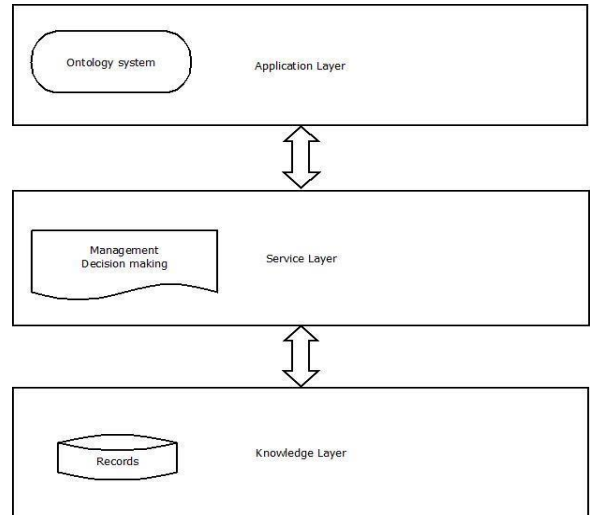 Ontology system
Application Layer
Management
Decision making
Service Layer
Records
Knowledge Layer